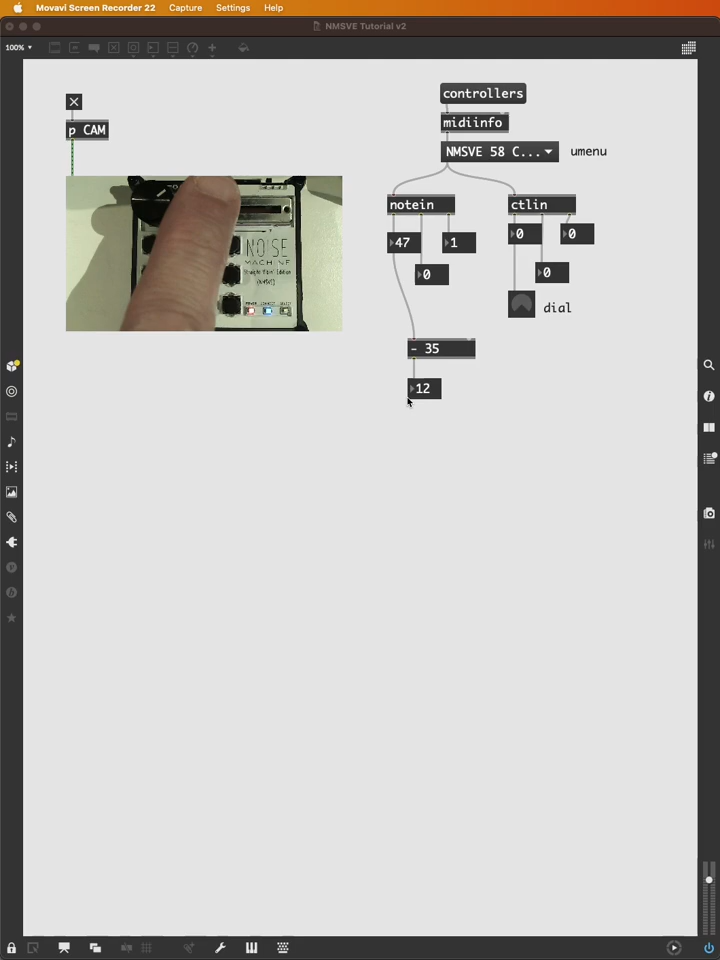 Movavi Screen Recorder 22 Capture Settings Help
NMSVE Tutorial v2
100%
p CAM
NOISE
MACHINE
controllers
midiinfo
NMSVE 58 C... umenu
notein
ctlin
47
1
0
0
0
0
dial
- 35
12